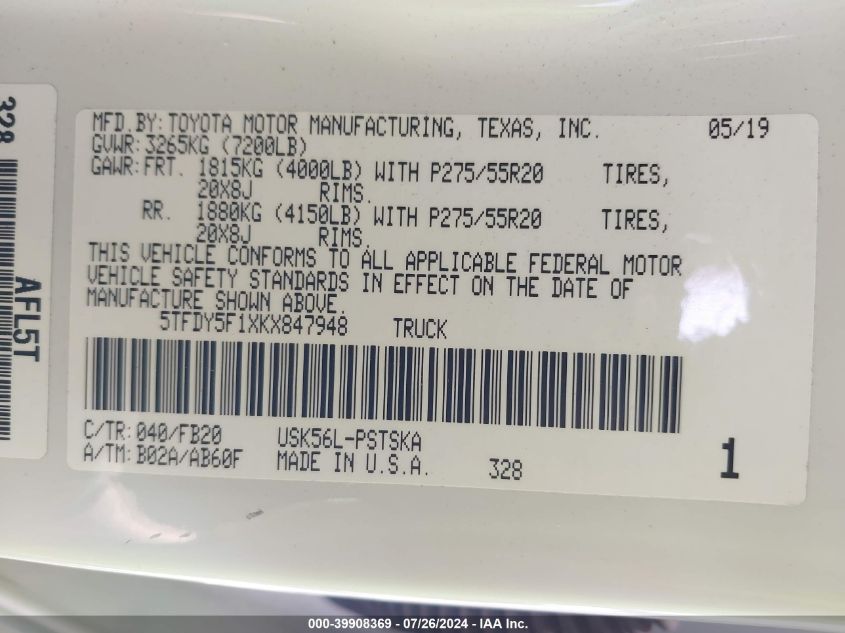 MFD.BY:TOYOTA MOTOR MANUFACTURING, TEXAS, INC. 05/19
GVWR:3265KG (7200LB)
GAWR:FRT. 1815KG (4000LB) WITH P275/55R20 TIRES,
20X8J RIMS.
RR. 1880KG (4150LB) WITH P275/55R20 TIRES,
20X8J RIMS.
THIS VEHICLE CONFORMS TO ALL APPLICABLE FEDERAL MOTOR
VEHICLE SAFETY STANDARDS IN EFFECT ON THE DATE OF
MANUFACTURE SHOWN ABOVE.
5TFDY5F1XKX847948 TRUCK
C/TR:040/FB20 USK56L-PSTSKA
A/TM:B02A/AB60F MADE IN U.S.A. 328 1
328
AFL5T
000-39908369 / 07/26/2024 - IAA Inc.